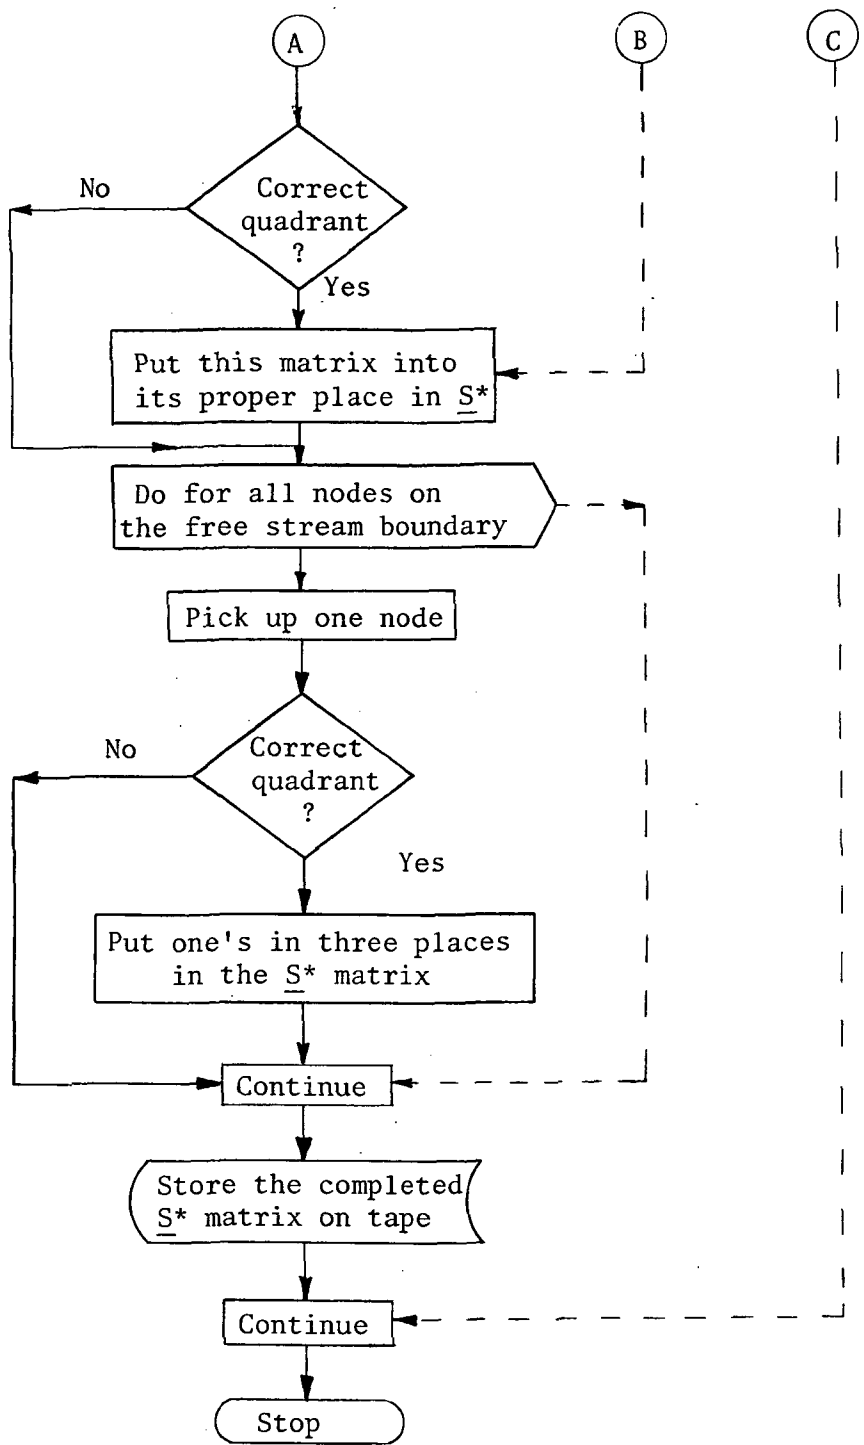 A
B
C
No
Correct
quadrant
?
Yes
Put this matrix into
its proper place in S*
Do for all nodes on
the free stream boundary
Pick up one node
No
Correct
quadrant
?
Yes
Put one's in three places
in the S* matrix
Continue
Store the completed
S* matrix on tape
Continue
Stop